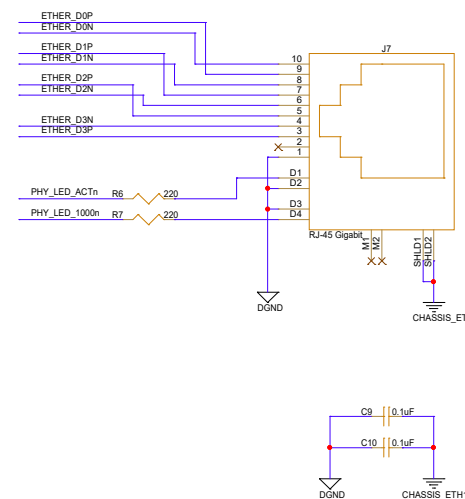 ETHER_D0P
ETHER_D0N
ETHER_D1P
ETHER_D1N
ETHER_D2P
ETHER_D2N
ETHER_D3N
ETHER_D3P
J7
10
9
8
7
6
5
4
3
2
1
D1
D2
D3
D4
PHY_LED_ACTn R6 220
PHY_LED_1000n R7 220
RJ-45 Gigabit
M1
M2
SHLD1
SHLD2
DGND
CHASSIS_ET
C9 0.1uF
C10 0.1uF
DGND
CHASSIS_ETH